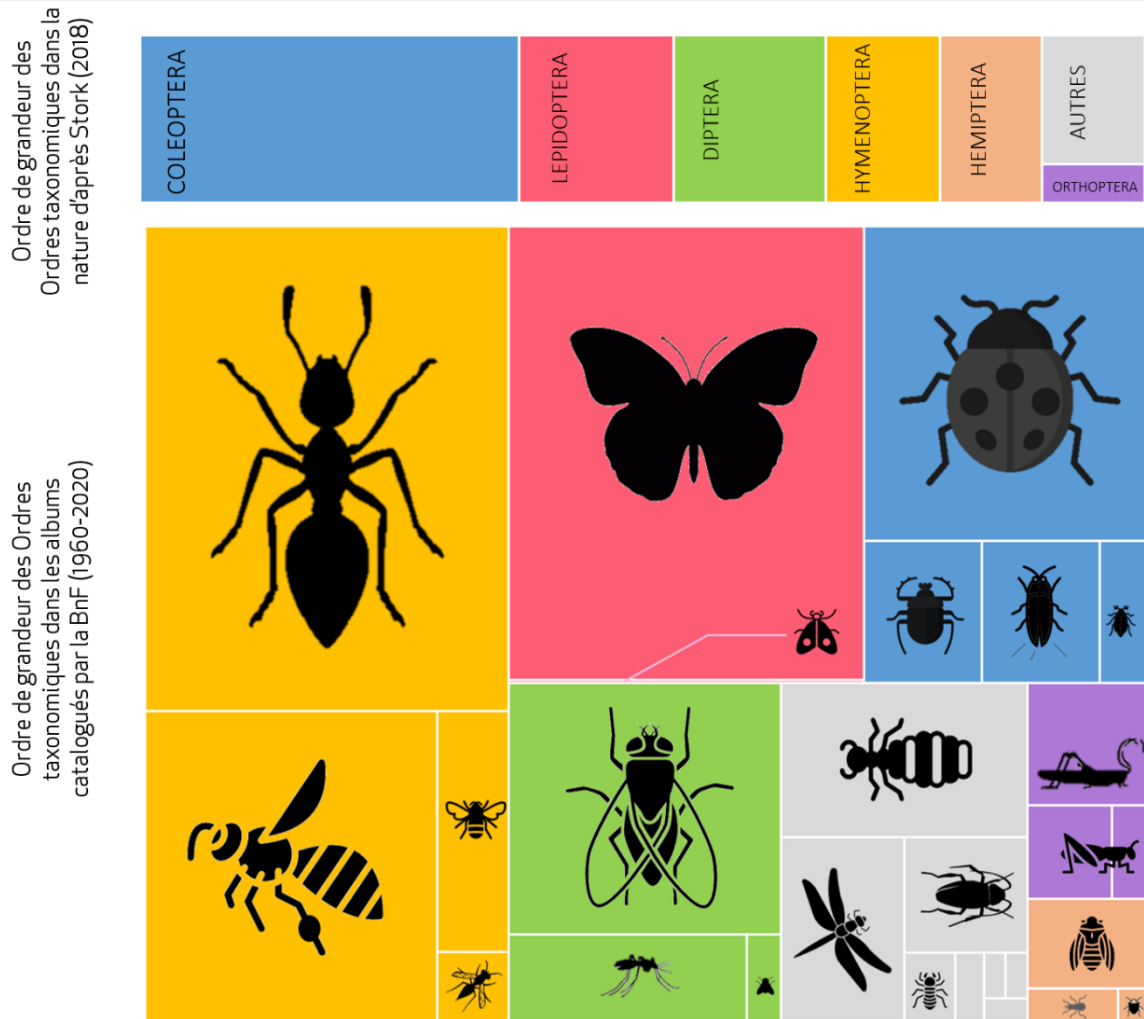 Ordre de grandeur des
Ordres taxonomiques dans la
nature d'après Stork (2018)
COLEOPTERA
LEPIDOPTERA
DIPTERA
HYMENOPTERA
HEMIPTERA
AUTRES
ORTHOPTERA
Ordre de grandeur des Ordres
taxonomiques dans les albums
catalogués par la BnF (1960-2020)